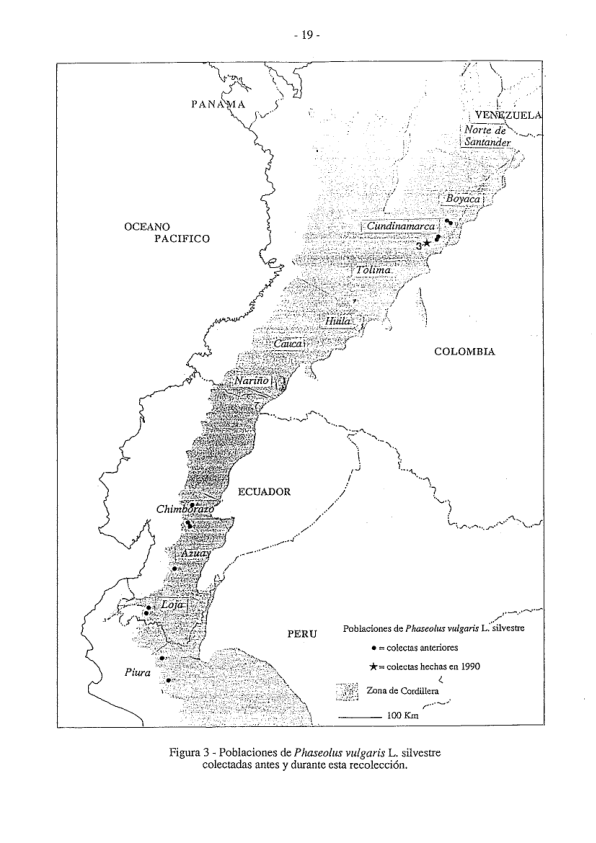 - 19 -
PANAMA
VENEZUELA
Norte de
Santander
Boyaca
OCEANO
PACIFICO
Cundinamarca
3
Tolima
Huila
Cauca
COLOMBIA
Nariño
ECUADOR
Chimborazo
Azuay
Loja
PERU
Piura
Poblaciones de Phaseolus vulgaris L. silvestre
= colectas anteriores
= colectas hechas en 1990
Zona de Cordillera
100 Km
Figura 3 - Poblaciones de Phaseolus vulgaris L. silvestre
colectadas antes y durante esta recolección.